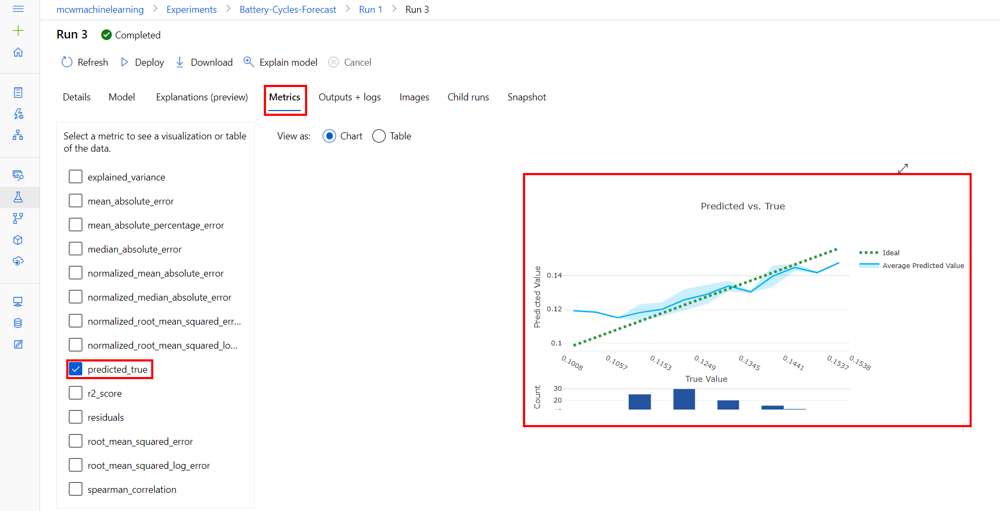 mcwmachinelearning > Experiments > Battery-Cycles-Forecast > Run 1 > Run 3
Run 3 Completed
Refresh Deploy Download Explain model Cancel
Details Model Explanations (preview) Metrics Outputs + logs Images Child runs Snapshot
Select a metric to see a visualization or table
of the data.
explained_variance
mean_absolute_error
mean_absolute_percentage_error
median_absolute_error
normalized_mean_absolute_error
normalized_median_absolute_error
normalized_root_mean_squared_err...
normalized_root_mean_squared_lo...
predicted_true
r2_score
residuals
root_mean_squared_error
root_mean_squared_log_error
spearman_correlation
View as: Chart Table
Predicted vs. True
Ideal
Average Predicted Value
Predicted Value
0.14
0.12
0.1
0.1008 0.1057 0.1153 0.1249 0.1345 0.1441 0.1537 0.1538
True Value
Count
30
20